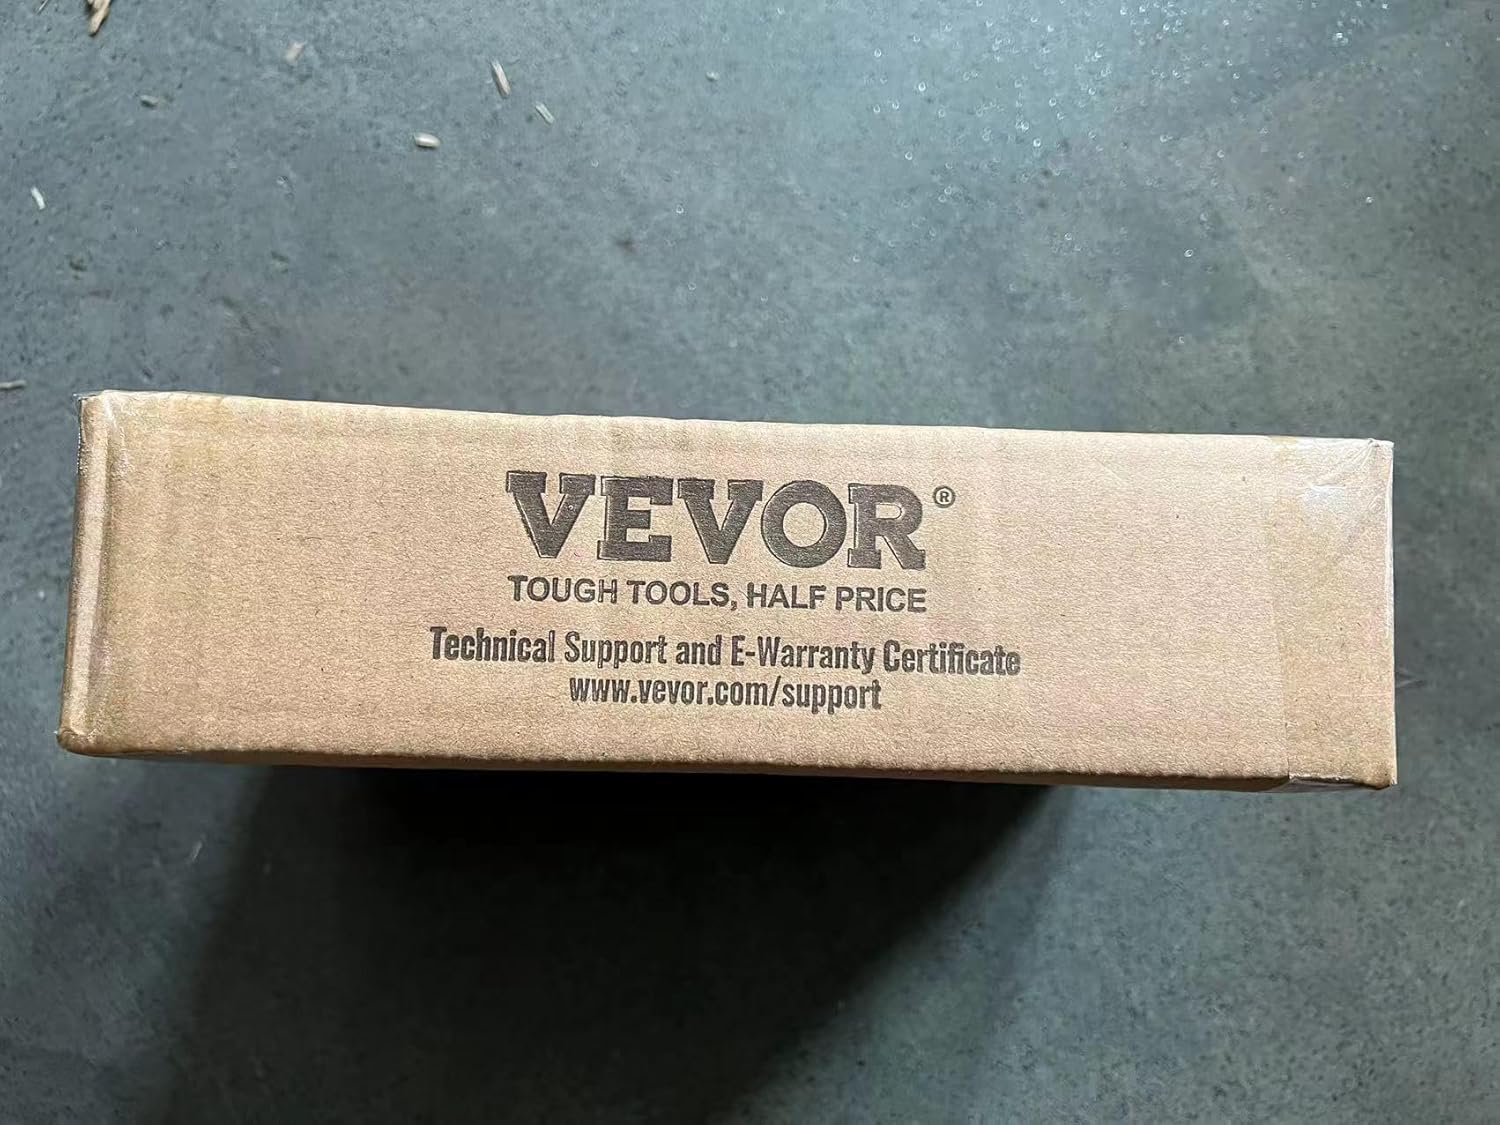 VEVOR®
TOUGH TOOLS, HALF PRICE
Technical Support and E-Warranty Certificate
www.vevor.com/support